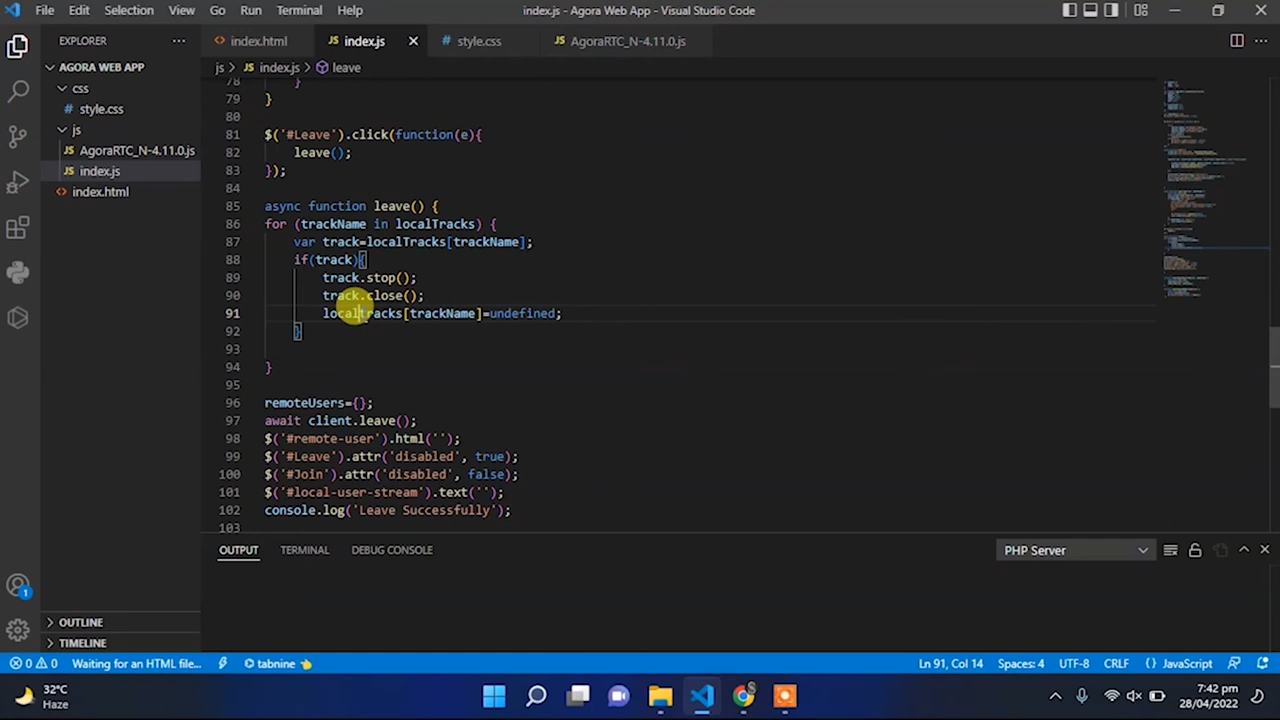 File Edit Selection View Go Run Terminal Help index.js - Agora Web App - Visual Studio Code
EXPLORER
index.html index.js style.css AgoraRTC_N-4.11.0.js
AGORA WEB APP
css
style.css
js
AgoraRTC_N-4.11.0.js
index.js
index.html
OUTLINE
TIMELINE
js > index.js > leave
78 }
79 }
80
81 $('#Leave').click(function(e){
82 leave();
83 });
84
85 async function leave() {
86 for (trackName in localTracks) {
87 var track=localTracks[trackName];
88 if(track){
89 track.stop();
90 track.close();
91 localtracks[trackName]=undefined;
92 }
93
94 }
95
96 remoteUsers={};
97 await client.leave();
98 $('#remote-user').html('');
99 $('#Leave').attr('disabled', true);
100 $('#Join').attr('disabled', false);
101 $('#local-user-stream').text('');
102 console.log('Leave Successfully');
103
OUTPUT TERMINAL DEBUG CONSOLE PHP Server
1
0 0 Waiting for an HTML file... tabnine Ln 91, Col 14 Spaces: 4 UTF-8 CRLF {} JavaScript
32°C
Haze
7:42 pm
28/04/2022